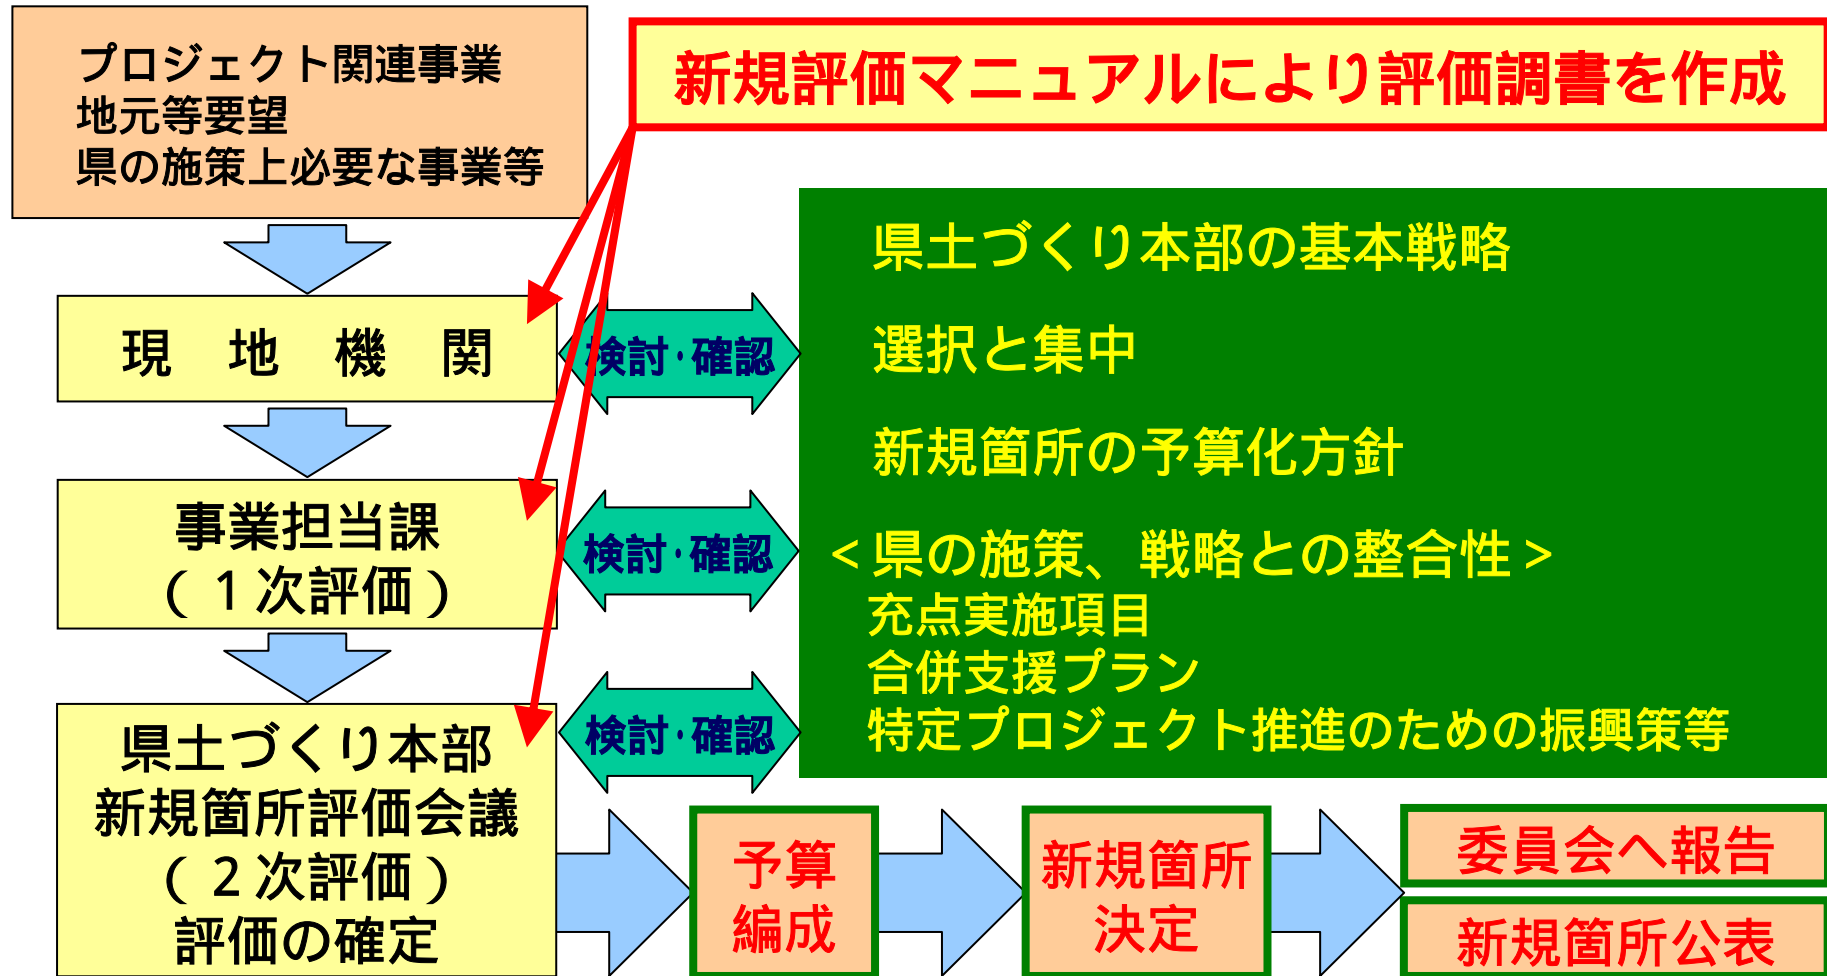 プロジェクト関連事業
地元等要望
県の施策上必要な事業等
新規評価マニュアルにより評価調書を作成
現　地　機　関
検討・確認
事業担当課
（１次評価）
検討・確認
県土づくり本部
新規箇所評価会議
（２次評価）
評価の確定
検討・確認
県土づくり本部の基本戦略
選択と集中
新規箇所の予算化方針
＜県の施策、戦略との整合性＞
充点実施項目
合併支援プラン
特定プロジェクト推進のための振興策等
予算
編成
新規箇所
決定
委員会へ報告
新規箇所公表